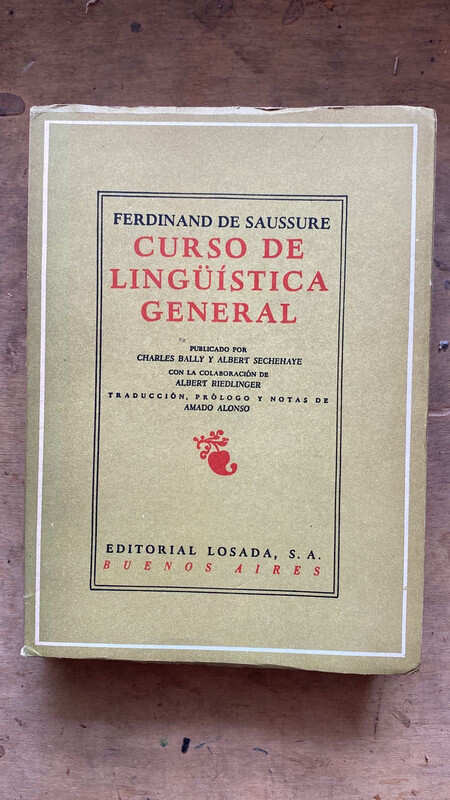 FERDINAND DE SAUSSURE
CURSO DE
LINGÜÍSTICA
GENERAL
PUBLICADO POR
CHARLES BALLY Y ALBERT SECHEHAYE
CON LA COLABORACIÓN DE
ALBERT RIEDLINGER
TRADUCCIÓN, PRÓLOGO Y NOTAS DE
AMADO ALONSO
EDITORIAL LOSADA, S. A.
BUENOS AIRES